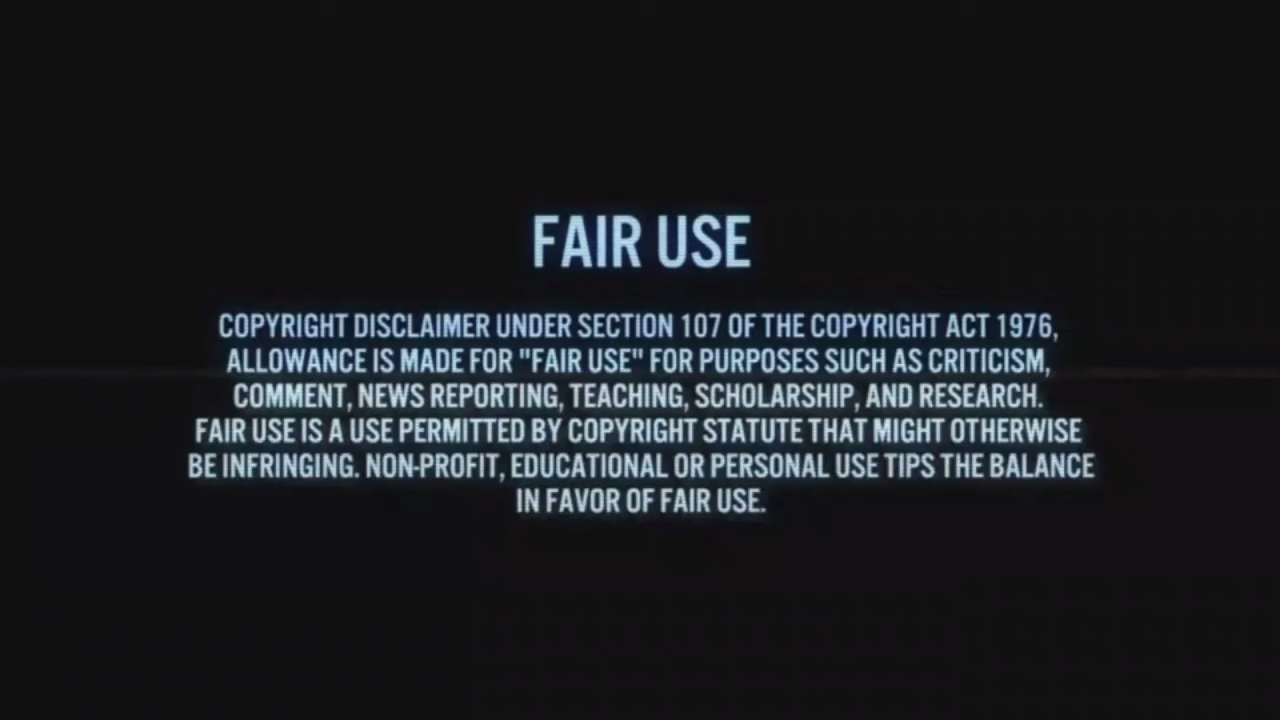 FAIR USE
COPYRIGHT DISCLAIMER UNDER SECTION 107 OF THE COPYRIGHT ACT 1976,
ALLOWANCE IS MADE FOR "FAIR USE" FOR PURPOSES SUCH AS CRITICISM,
COMMENT, NEWS REPORTING, TEACHING, SCHOLARSHIP, AND RESEARCH.
FAIR USE IS A USE PERMITTED BY COPYRIGHT STATUTE THAT MIGHT OTHERWISE
BE INFRINGING. NON-PROFIT, EDUCATIONAL OR PERSONAL USE TIPS THE BALANCE
IN FAVOR OF FAIR USE.